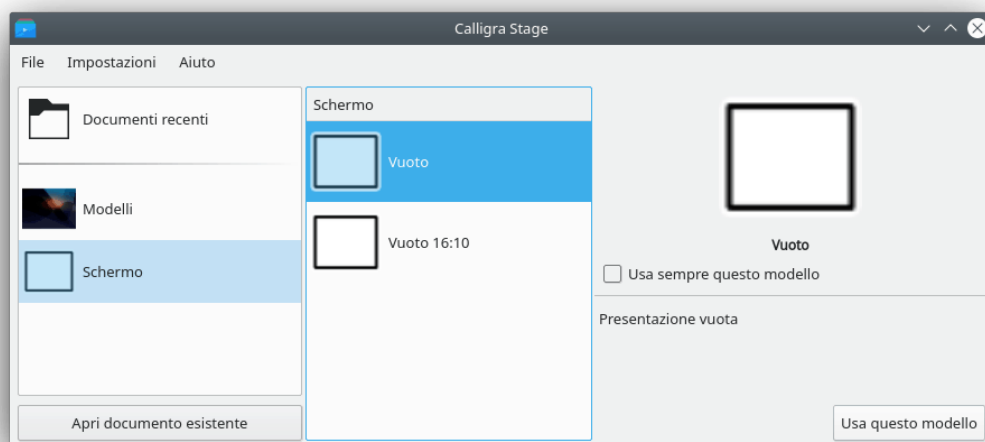 Calligra Stage
File Impostazioni Aiuto
Documenti recenti
Modelli
Schermo
Apri documento esistente
Schermo
Vuoto
Vuoto 16:10
Vuoto
Usa sempre questo modello
Presentazione vuota
Usa questo modello